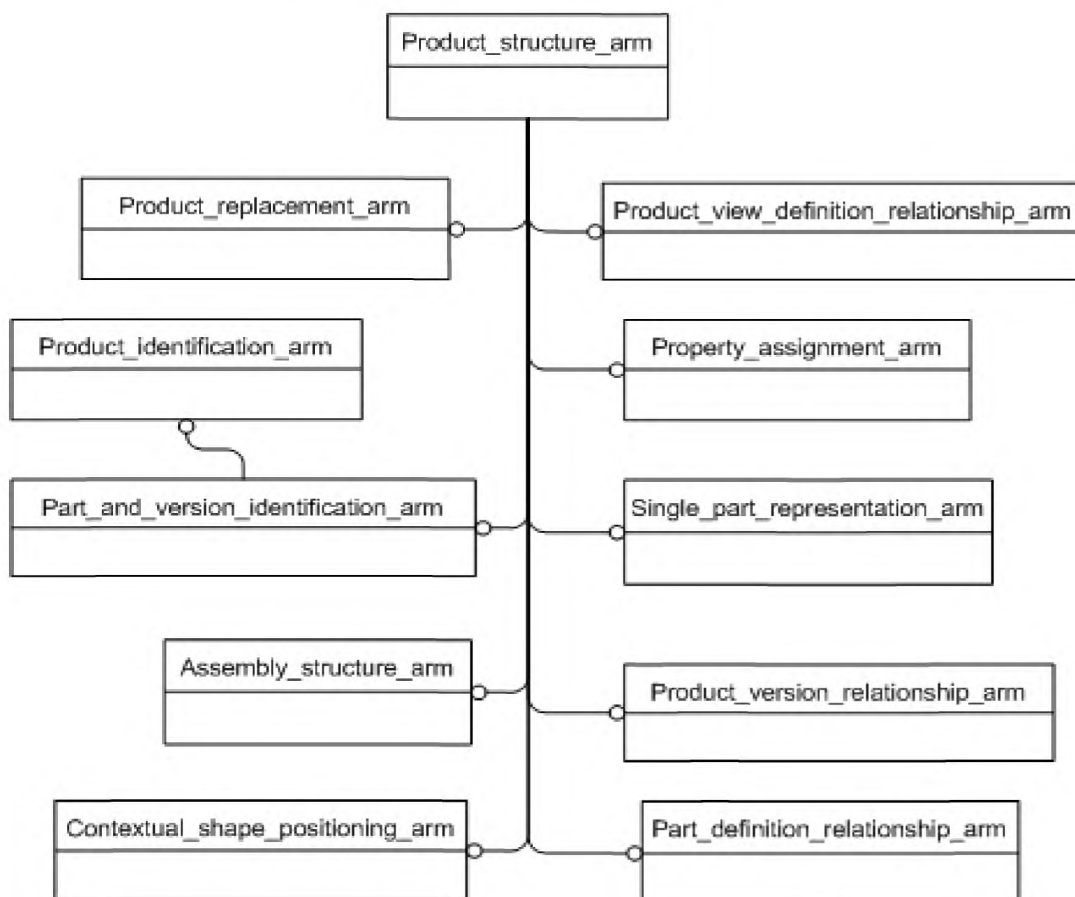 Product_structure_arm
Product_replacement_arm
Product_view_definition_relationship_arm
Product_identification_arm
Property_assignment_arm
Part_and_version_identification_arm
Single_part_representation_arm
Assembly_structure_arm
Product_version_relationship_arm
Contextual_shape_positioning_arm
Part_definition_relationship_arm